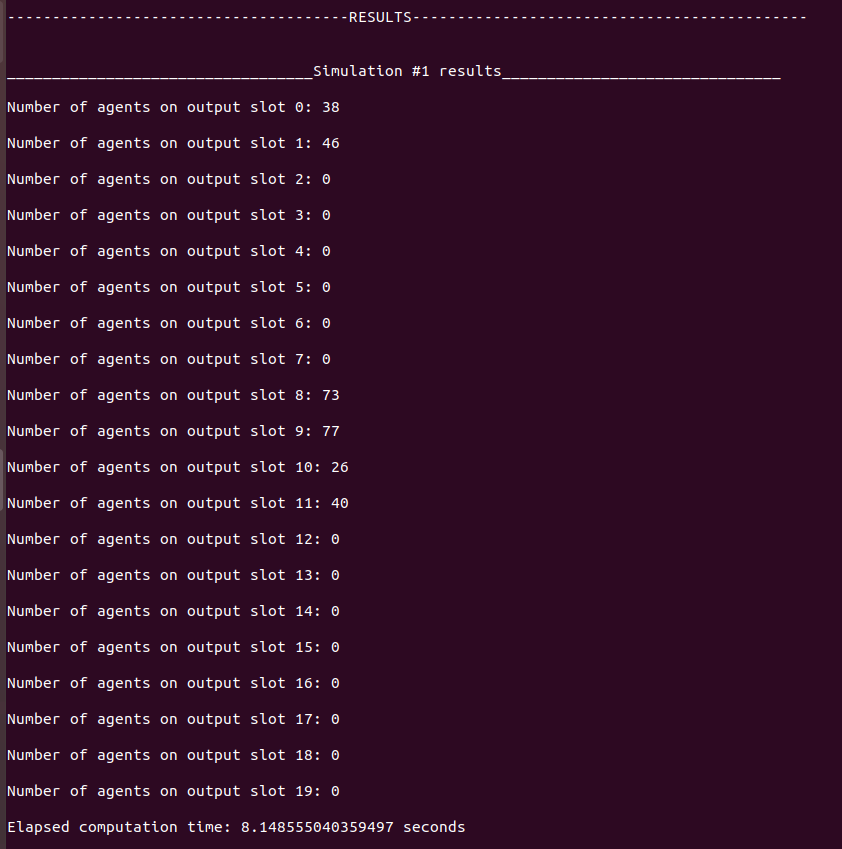 --------------------------------------RESULTS--------------------------------------------
__________________________________Simulation #1 results_______________________________
Number of agents on output slot 0: 38
Number of agents on output slot 1: 46
Number of agents on output slot 2: 0
Number of agents on output slot 3: 0
Number of agents on output slot 4: 0
Number of agents on output slot 5: 0
Number of agents on output slot 6: 0
Number of agents on output slot 7: 0
Number of agents on output slot 8: 73
Number of agents on output slot 9: 77
Number of agents on output slot 10: 26
Number of agents on output slot 11: 40
Number of agents on output slot 12: 0
Number of agents on output slot 13: 0
Number of agents on output slot 14: 0
Number of agents on output slot 15: 0
Number of agents on output slot 16: 0
Number of agents on output slot 17: 0
Number of agents on output slot 18: 0
Number of agents on output slot 19: 0
Elapsed computation time: 8.148555040359497 seconds